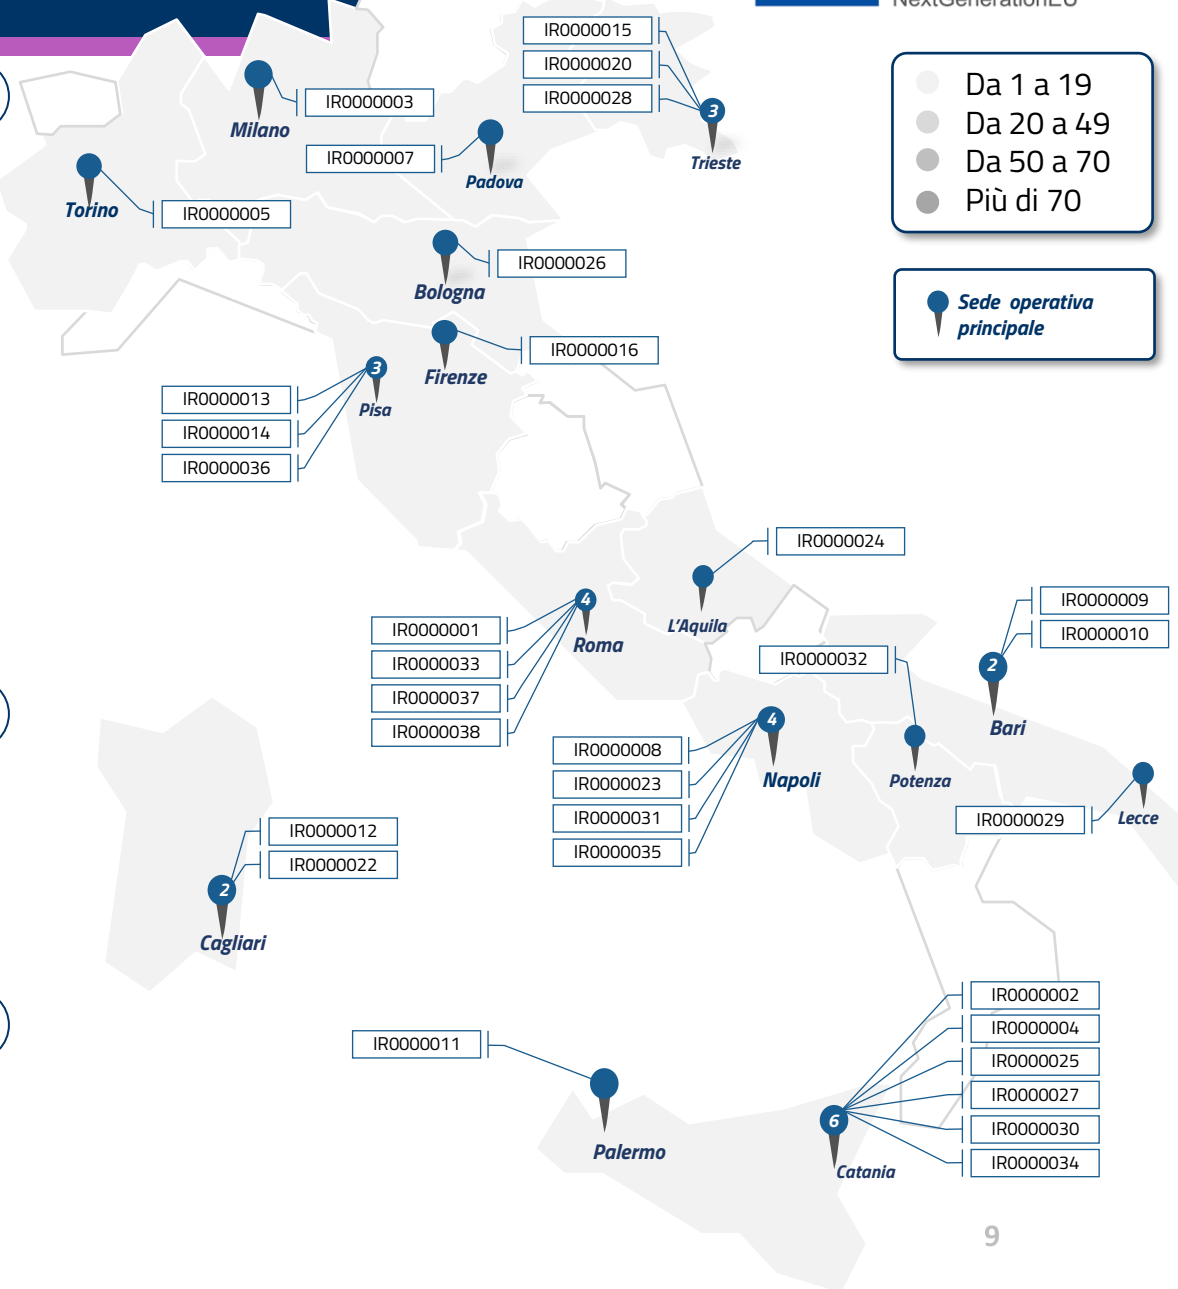 NextGenerationEU
IR0000015
IR0000020
IR0000028
3
Trieste
Da 1 a 19
Da 20 a 49
Da 50 a 70
Più di 70
IR0000003
Milano
IR0000007
Padova
Torino
IR0000005
IR0000026
Bologna
Sede operativa
principale
IR0000016
Firenze
3
Pisa
IR0000013
IR0000014
IR0000036
IR0000024
L'Aquila
4
Roma
IR0000001
IR0000033
IR0000037
IR0000038
IR0000009
IR0000010
2
Bari
IR0000032
Potenza
4
Napoli
IR0000008
IR0000023
IR0000031
IR0000035
IR0000029
Lecce
IR0000012
IR0000022
2
Cagliari
IR0000011
Palermo
IR0000002
IR0000004
IR0000025
IR0000027
IR0000030
IR0000034
6
Catania
9